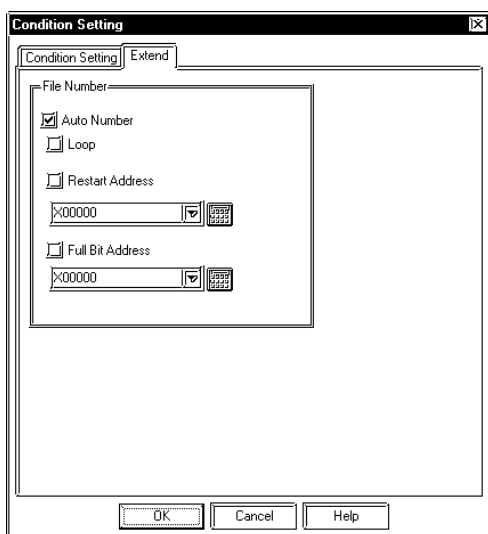 Condition Setting
Condition Setting Extend
File Number
Auto Number
Loop
Restart Address
X00000
Full Bit Address
X00000
OK Cancel Help